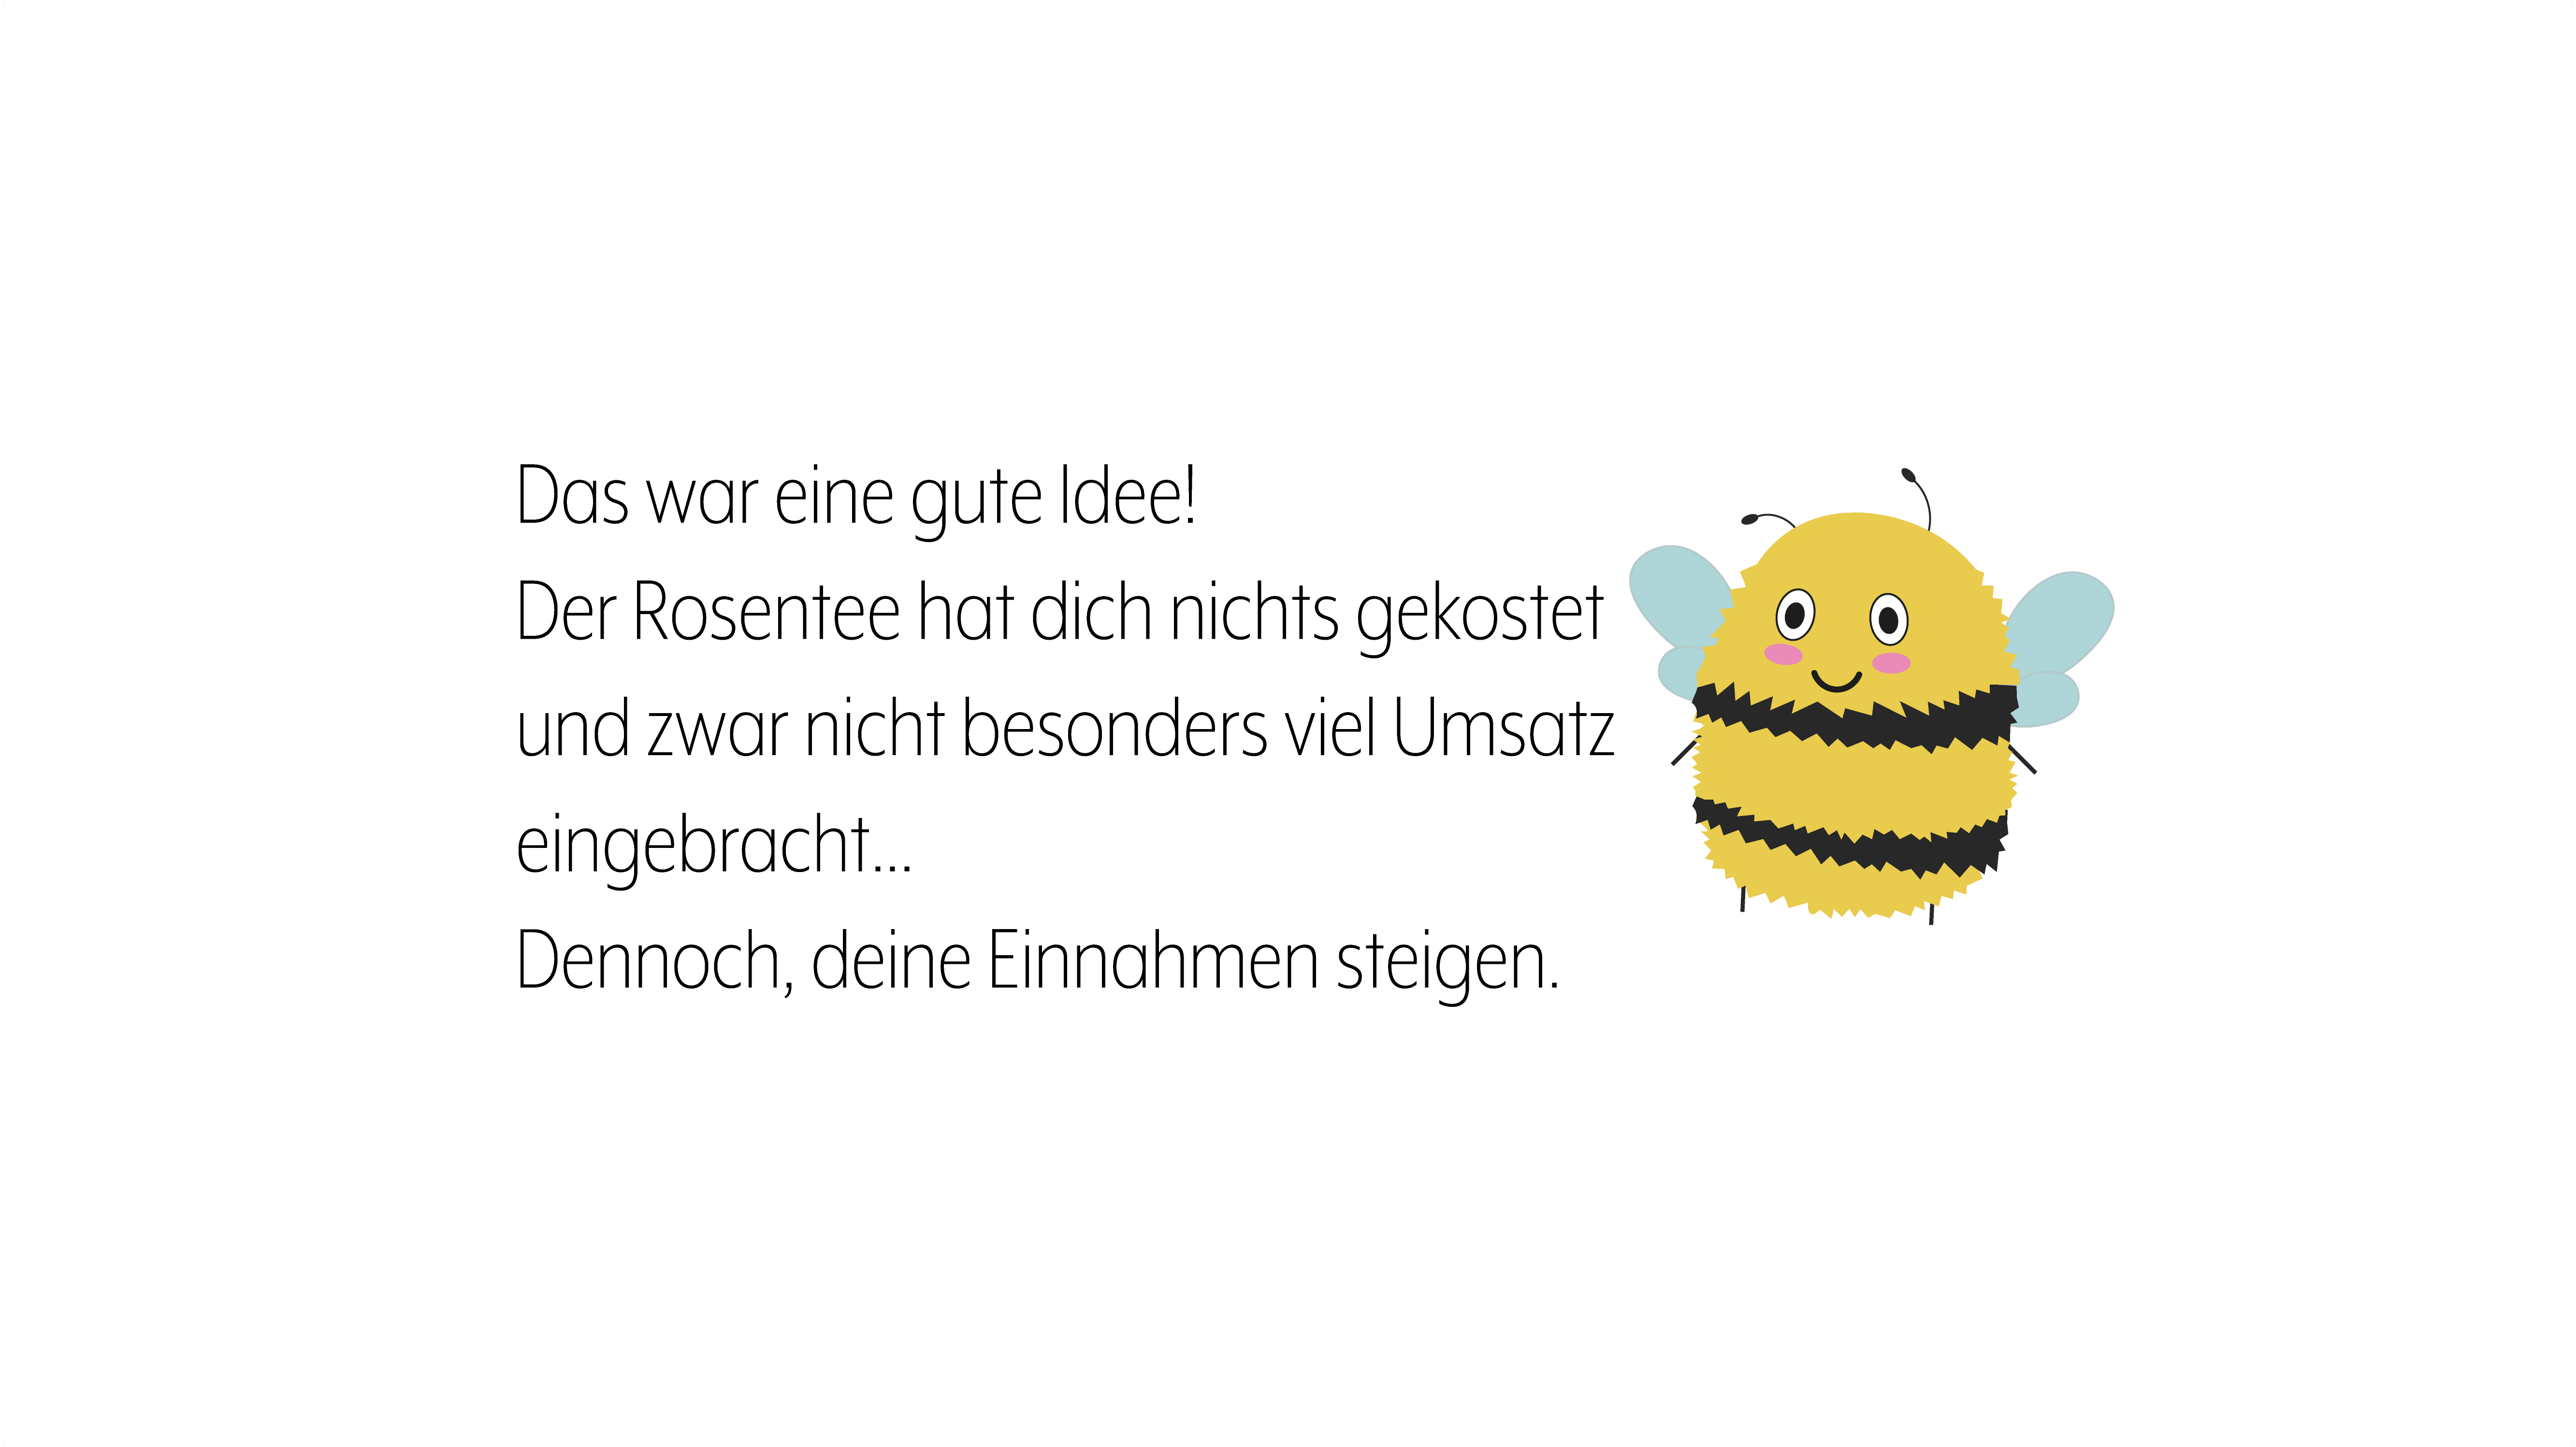 Das war eine gute Idee!
Der Rosentee hat dich nichts gekostet
und zwar nicht besonders viel Umsatz
eingebracht...
Dennoch, deine Einnahmen steigen.